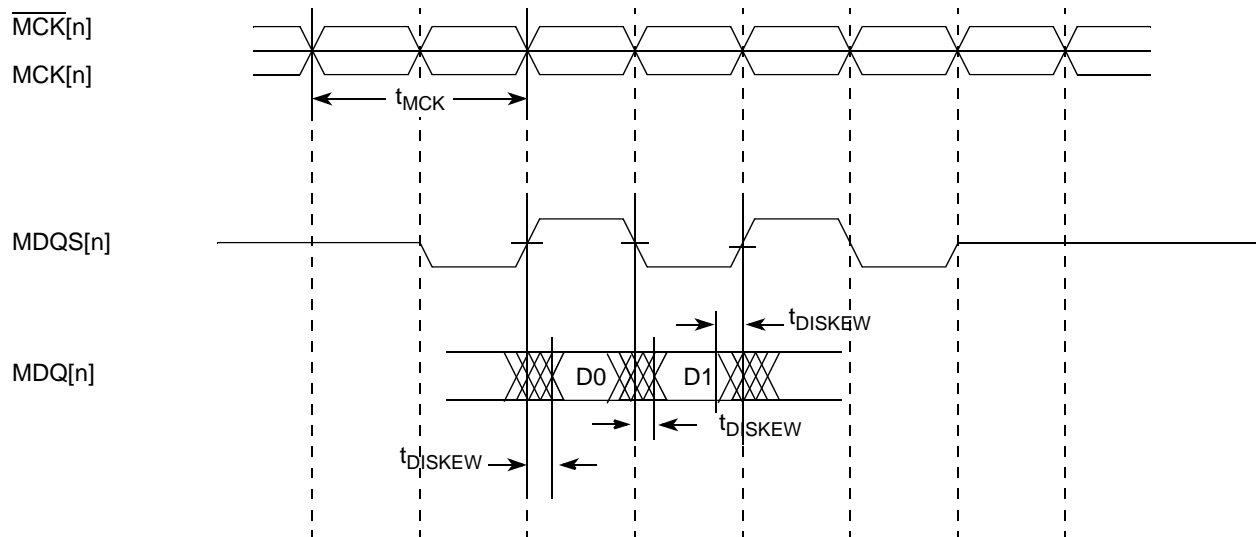 MCK[n]
MCK[n]
tMCK
MDQS[n]
tDISKEW
MDQ[n]
D0
D1
tDISKEW
tDISKEW